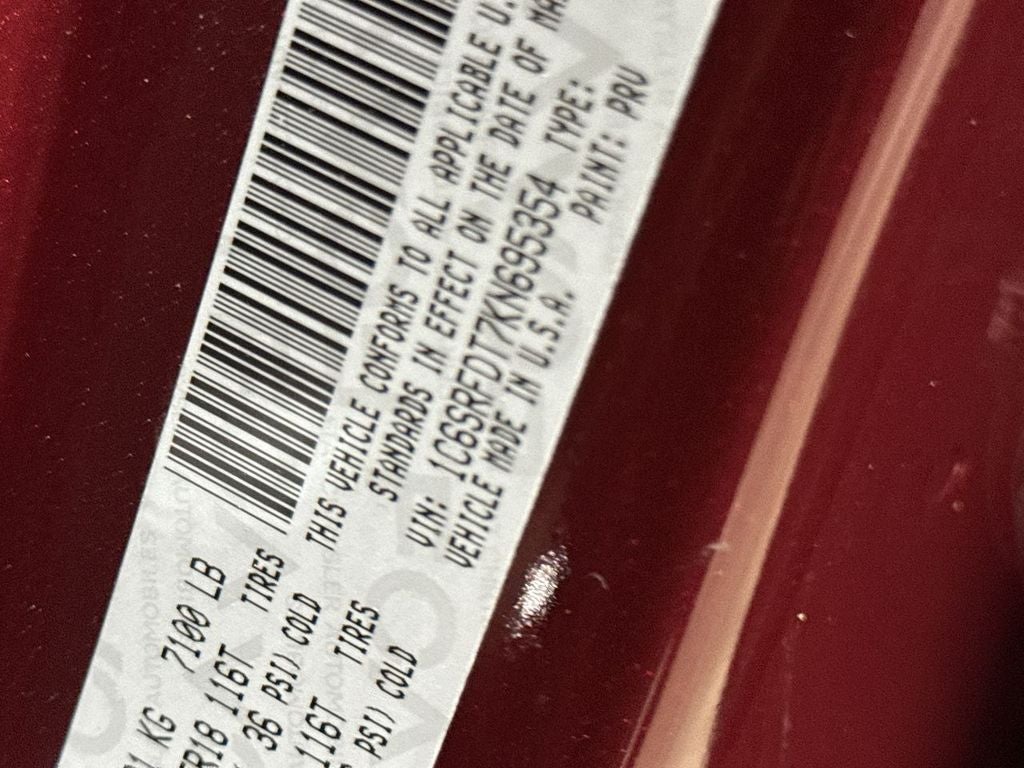 KG 7100 LB
R18 116T TIRES
36 PSI) COLD
116T TIRES
PSI) COLD
THIS VEHICLE CONFORMS TO ALL APPLICABLE U.
STANDARDS IN EFFECT ON THE DATE OF MA
VIN: 1C6SRFDT7KN695354 TYPE:
VEHICLE MADE IN U.S.A. PAINT: PRV
AUTOMOBILES